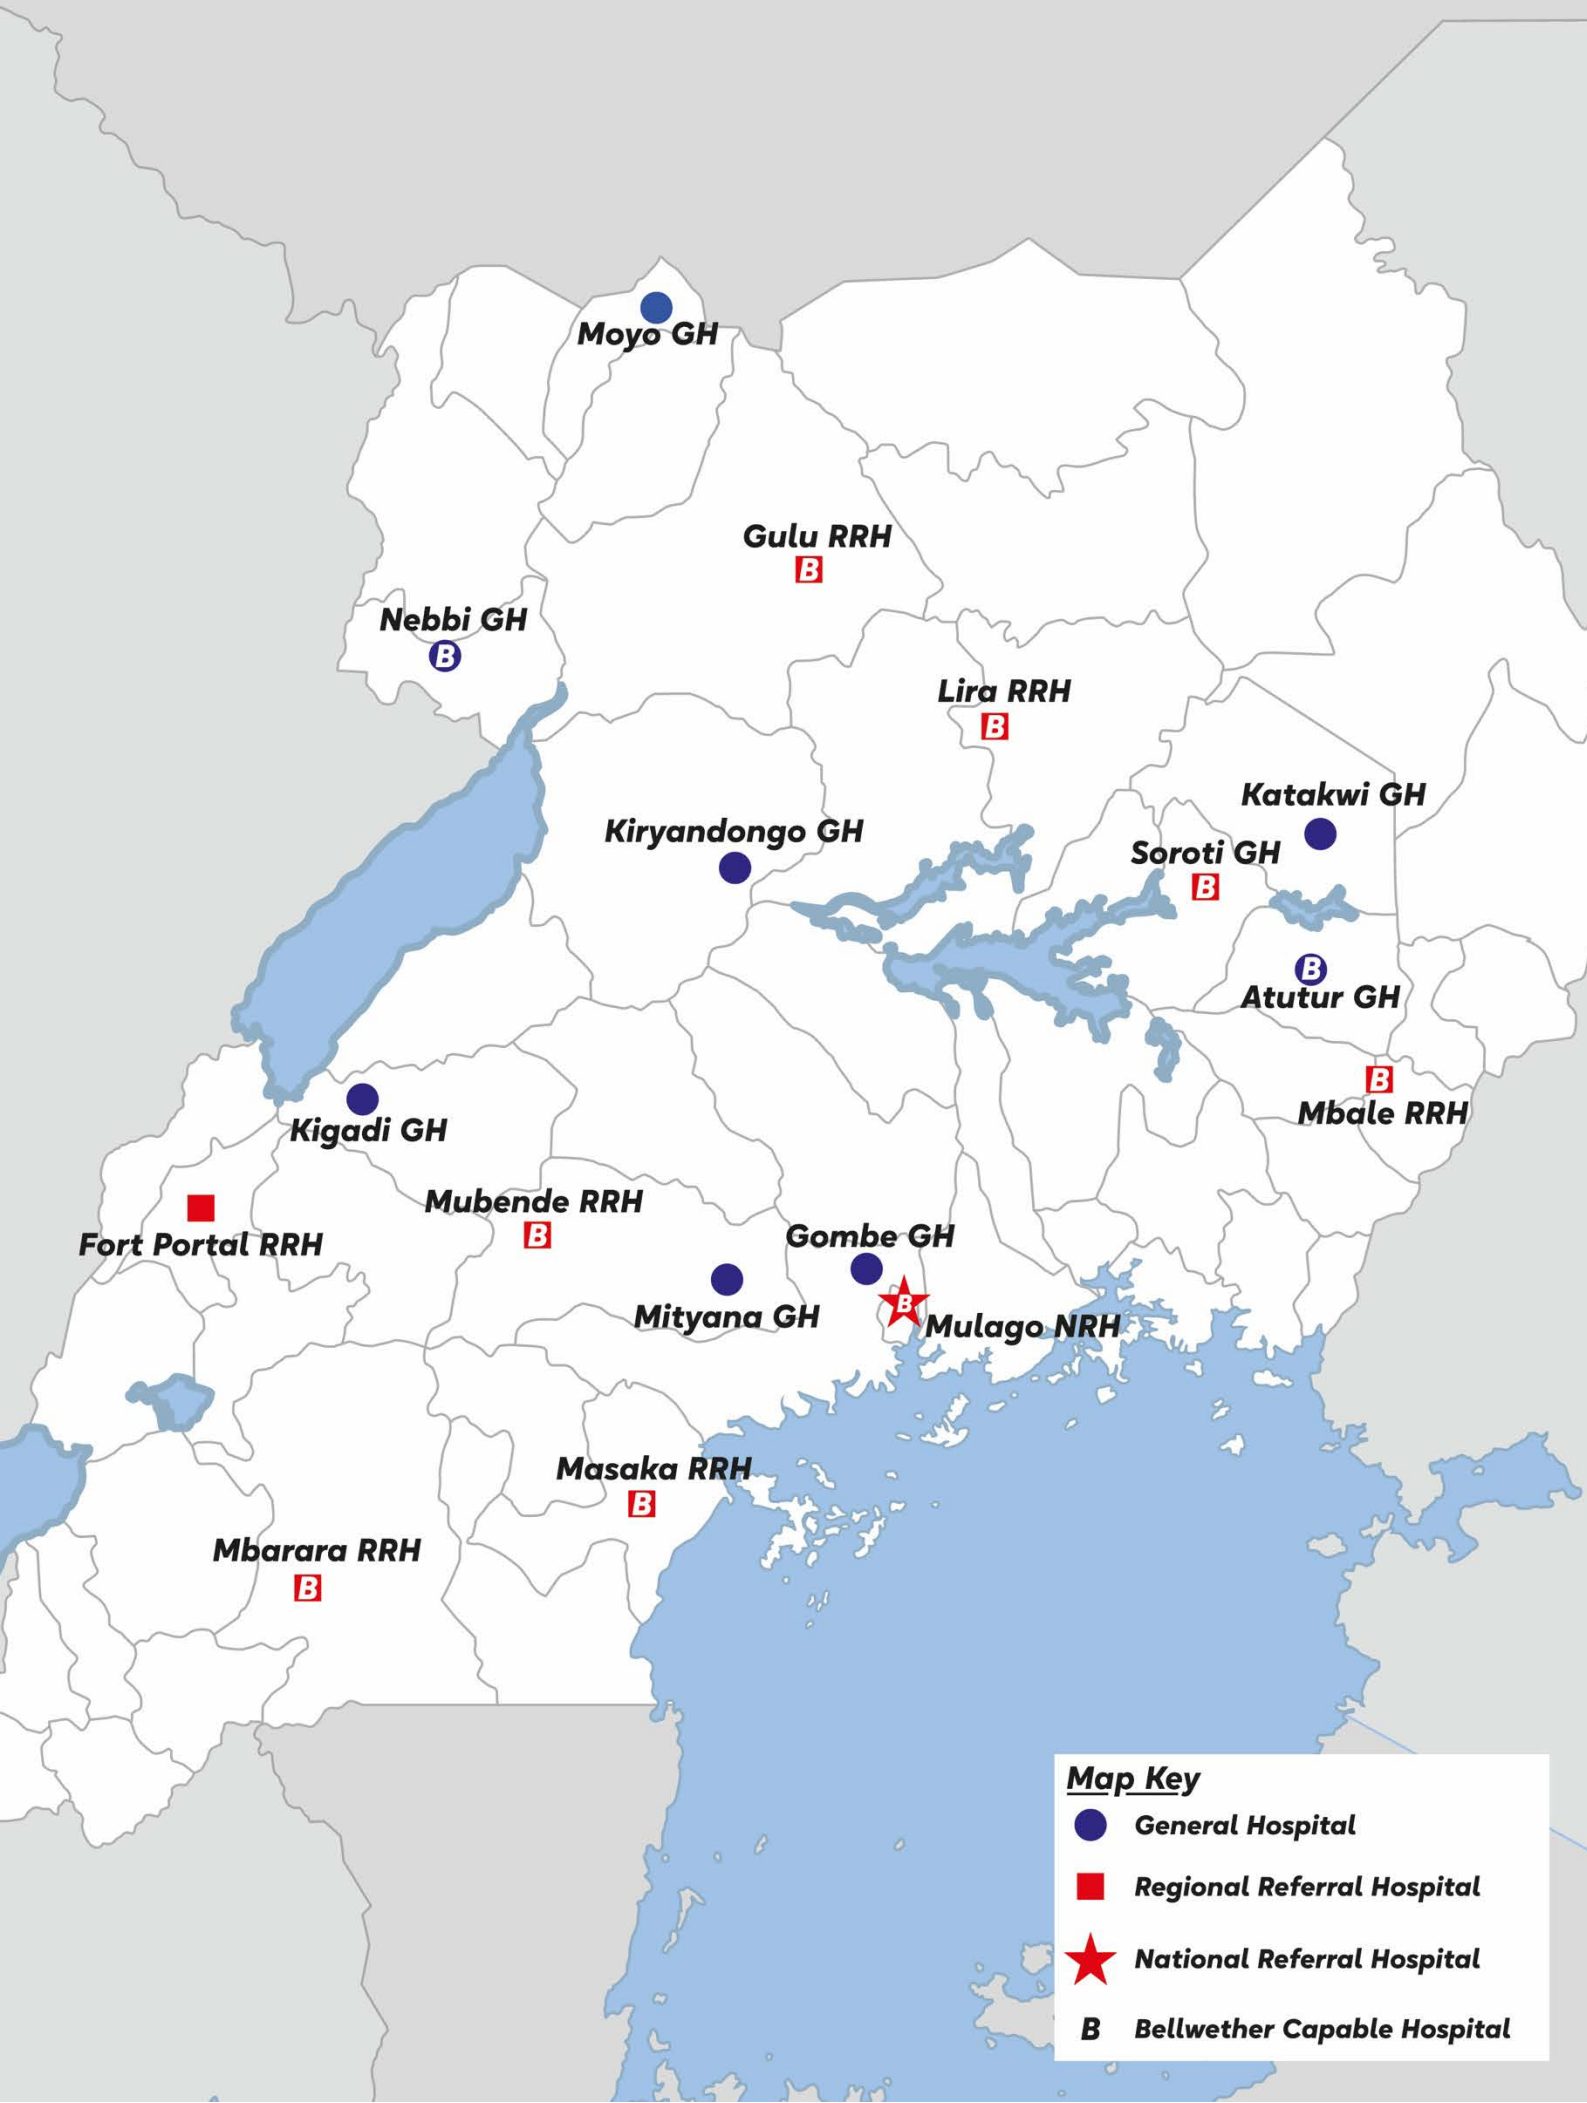 Moyo GH
Gulu RRH
B
Nebbi GH
B
Lira RRH
B
Katakwi GH
Kiryandongo GH
Soroti GH
B
B
Atutur GH
B
Mbale RRH
Kigadi GH
Mubende RRH
B
Fort Portal RRH
Gombe GH
Mityana GH
B
Mulago NRH
Masaka RRH
B
Mbarara RRH
B
Map Key
General Hospital
Regional Referral Hospital
National Referral Hospital
B Bellwether Capable Hospital